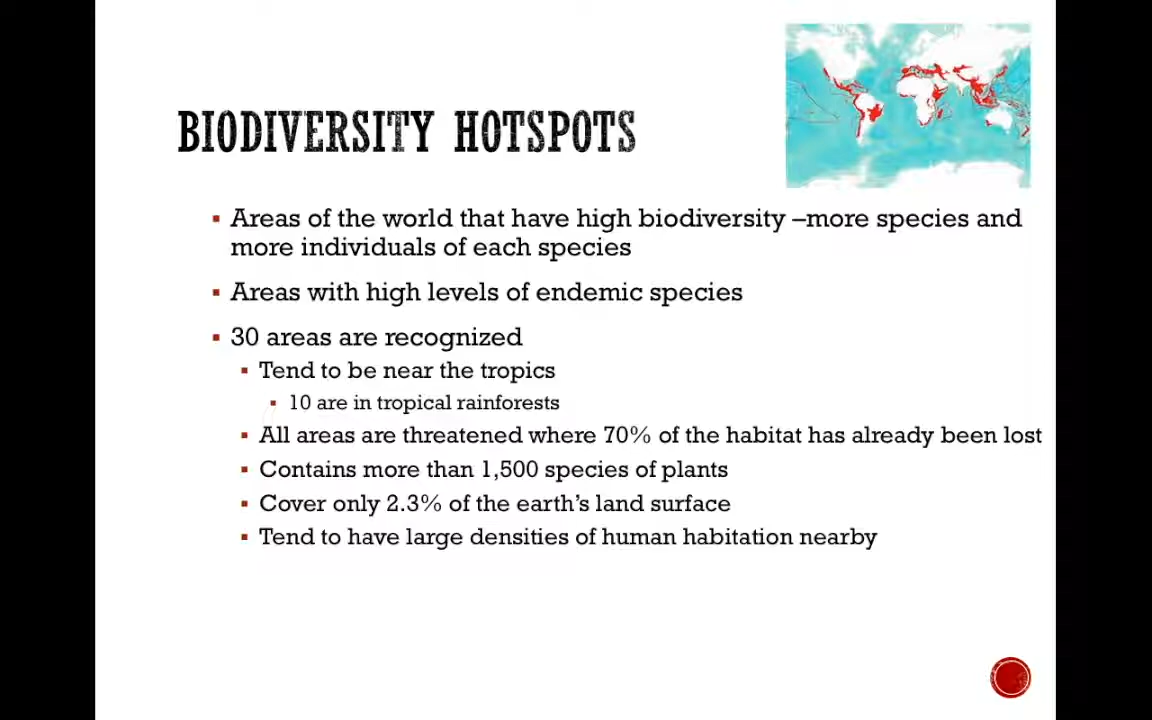 BIODIVERSITY HOTSPOTS
▪ Areas of the world that have high biodiversity –more species and
more individuals of each species
▪ Areas with high levels of endemic species
▪ 30 areas are recognized
▪ Tend to be near the tropics
▪ 10 are in tropical rainforests
▪ All areas are threatened where 70% of the habitat has already been lost
▪ Contains more than 1,500 species of plants
▪ Cover only 2.3% of the earth’s land surface
▪ Tend to have large densities of human habitation nearby